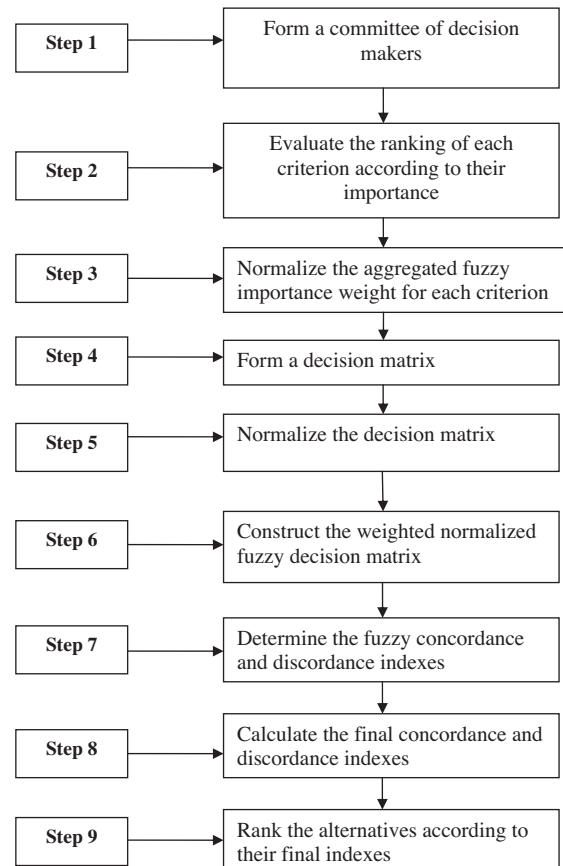 Step 1
Form a committee of decision
makers
Step 2
Evaluate the ranking of each
criterion according to their
importance
Step 3
Normalize the aggregated fuzzy
importance weight for each criterion
Step 4
Form a decision matrix
Step 5
Normalize the decision matrix
Step 6
Construct the weighted normalized
fuzzy decision matrix
Step 7
Determine the fuzzy concordance
and discordance indexes
Step 8
Calculate the final concordance and
discordance indexes
Step 9
Rank the alternatives according to
their final indexes